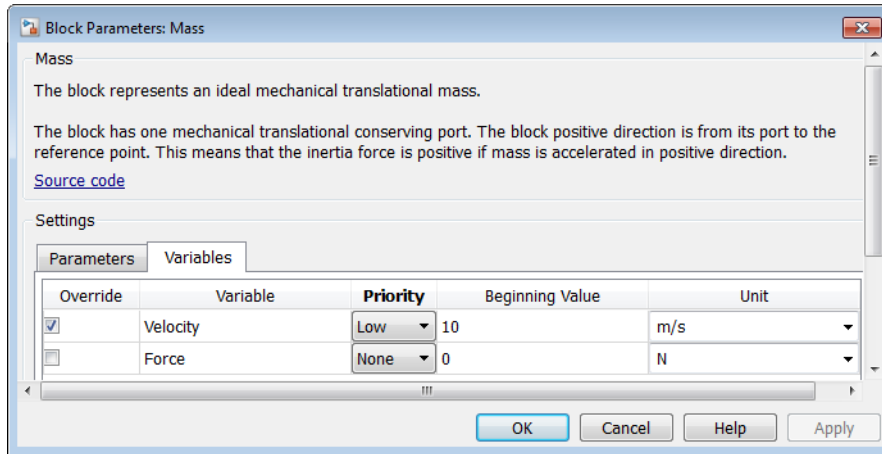 Block Parameters: Mass
Mass
The block represents an ideal mechanical translational mass.
The block has one mechanical translational conserving port. The block positive direction is from its port to the
reference point. This means that the inertia force is positive if mass is accelerated in positive direction.
Source code
Settings
Parameters Variables
Override Variable Priority Beginning Value Unit
Velocity Low 10 m/s
Force None 0 N
OK Cancel Help Apply